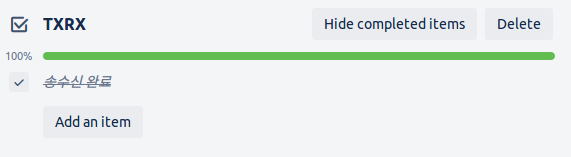 TXRX
Hide completed items
Delete
100%
송수신 완료
Add an item